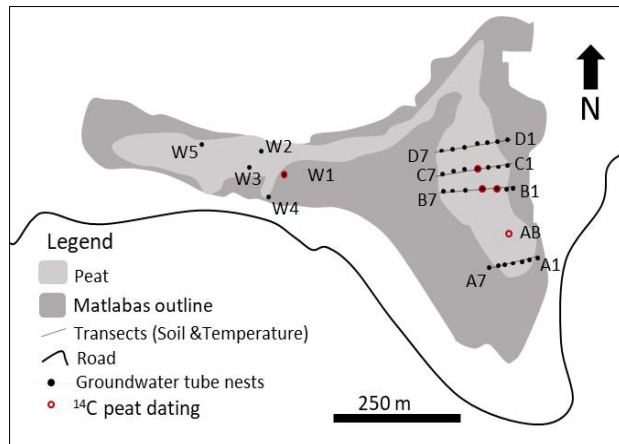 N
D1
D7
C1
C7
B1
B7
W5
W2
W3
W1
W4
AB
A1
A7
Legend
Peat
Matlabas outline
Transects (Soil &Temperature)
Road
Groundwater tube nests
¹⁴C peat dating
250 m